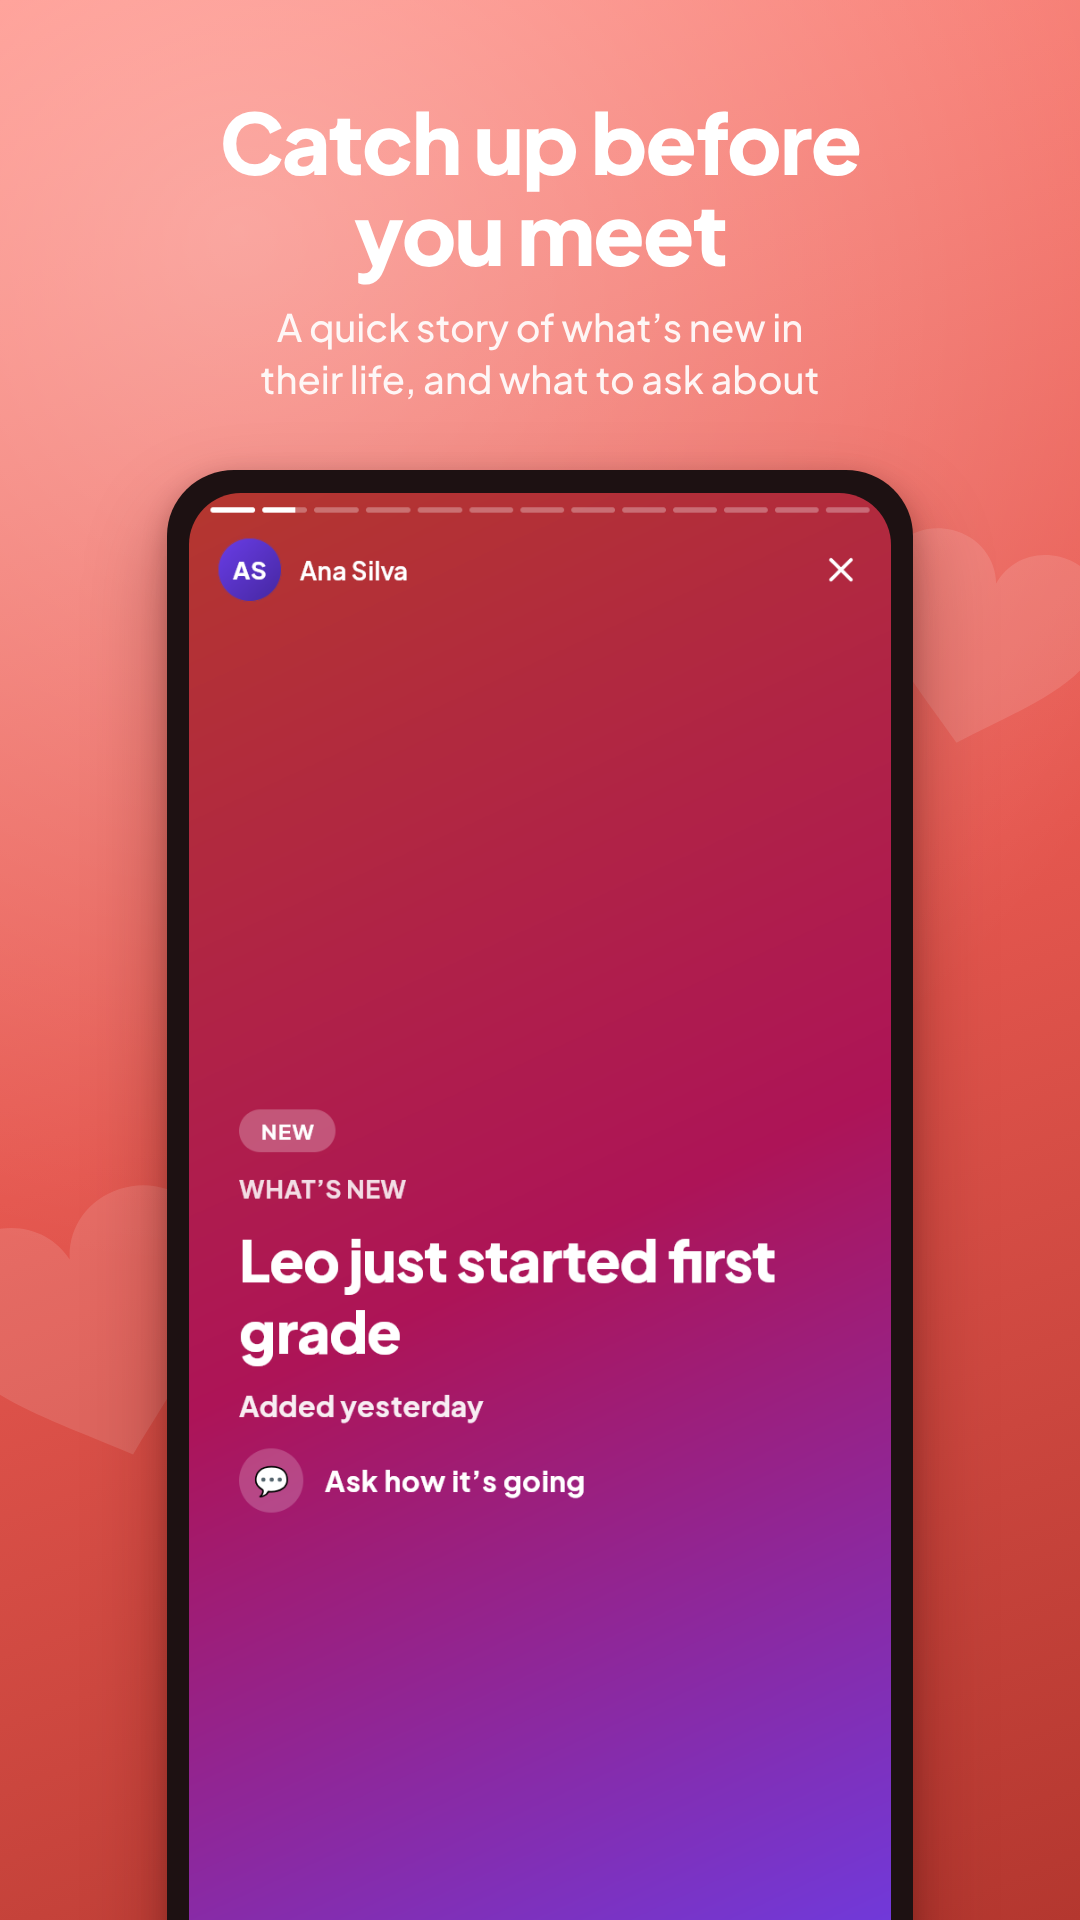 Catch up before
you meet
A quick story of what’s new in
their life, and what to ask about
AS
Ana Silva
NEW
WHAT’S NEW
Leo just started first
grade
Added yesterday
Ask how it’s going